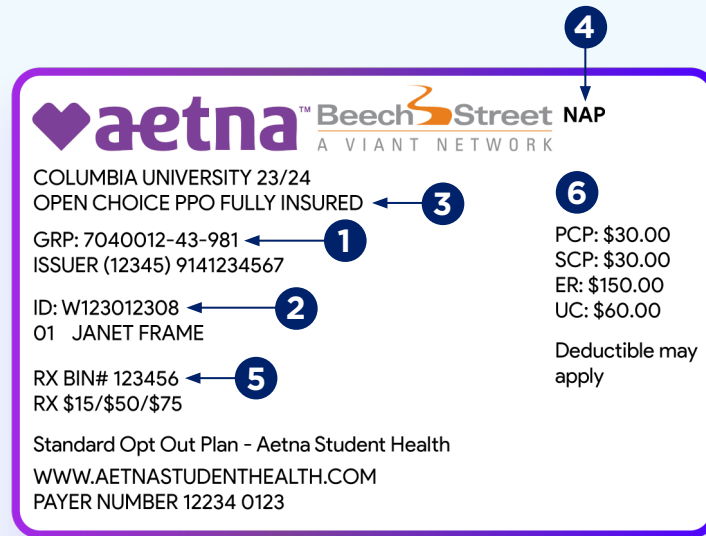 4
aetna™ Beech Street NAP
A VIANT NETWORK
COLUMBIA UNIVERSITY 23/24
OPEN CHOICE PPO FULLY INSURED
3
6
GRP: 7040012-43-981
1
ISSUER (12345) 9141234567
PCP: $30.00
SCP: $30.00
ER: $150.00
UC: $60.00
ID: W123012308
2
01 JANET FRAME
Deductible may
apply
RX BIN# 123456
5
RX $15/$50/$75
Standard Opt Out Plan - Aetna Student Health
WWW.AETNASTUDENTHEALTH.COM
PAYER NUMBER 12234 0123